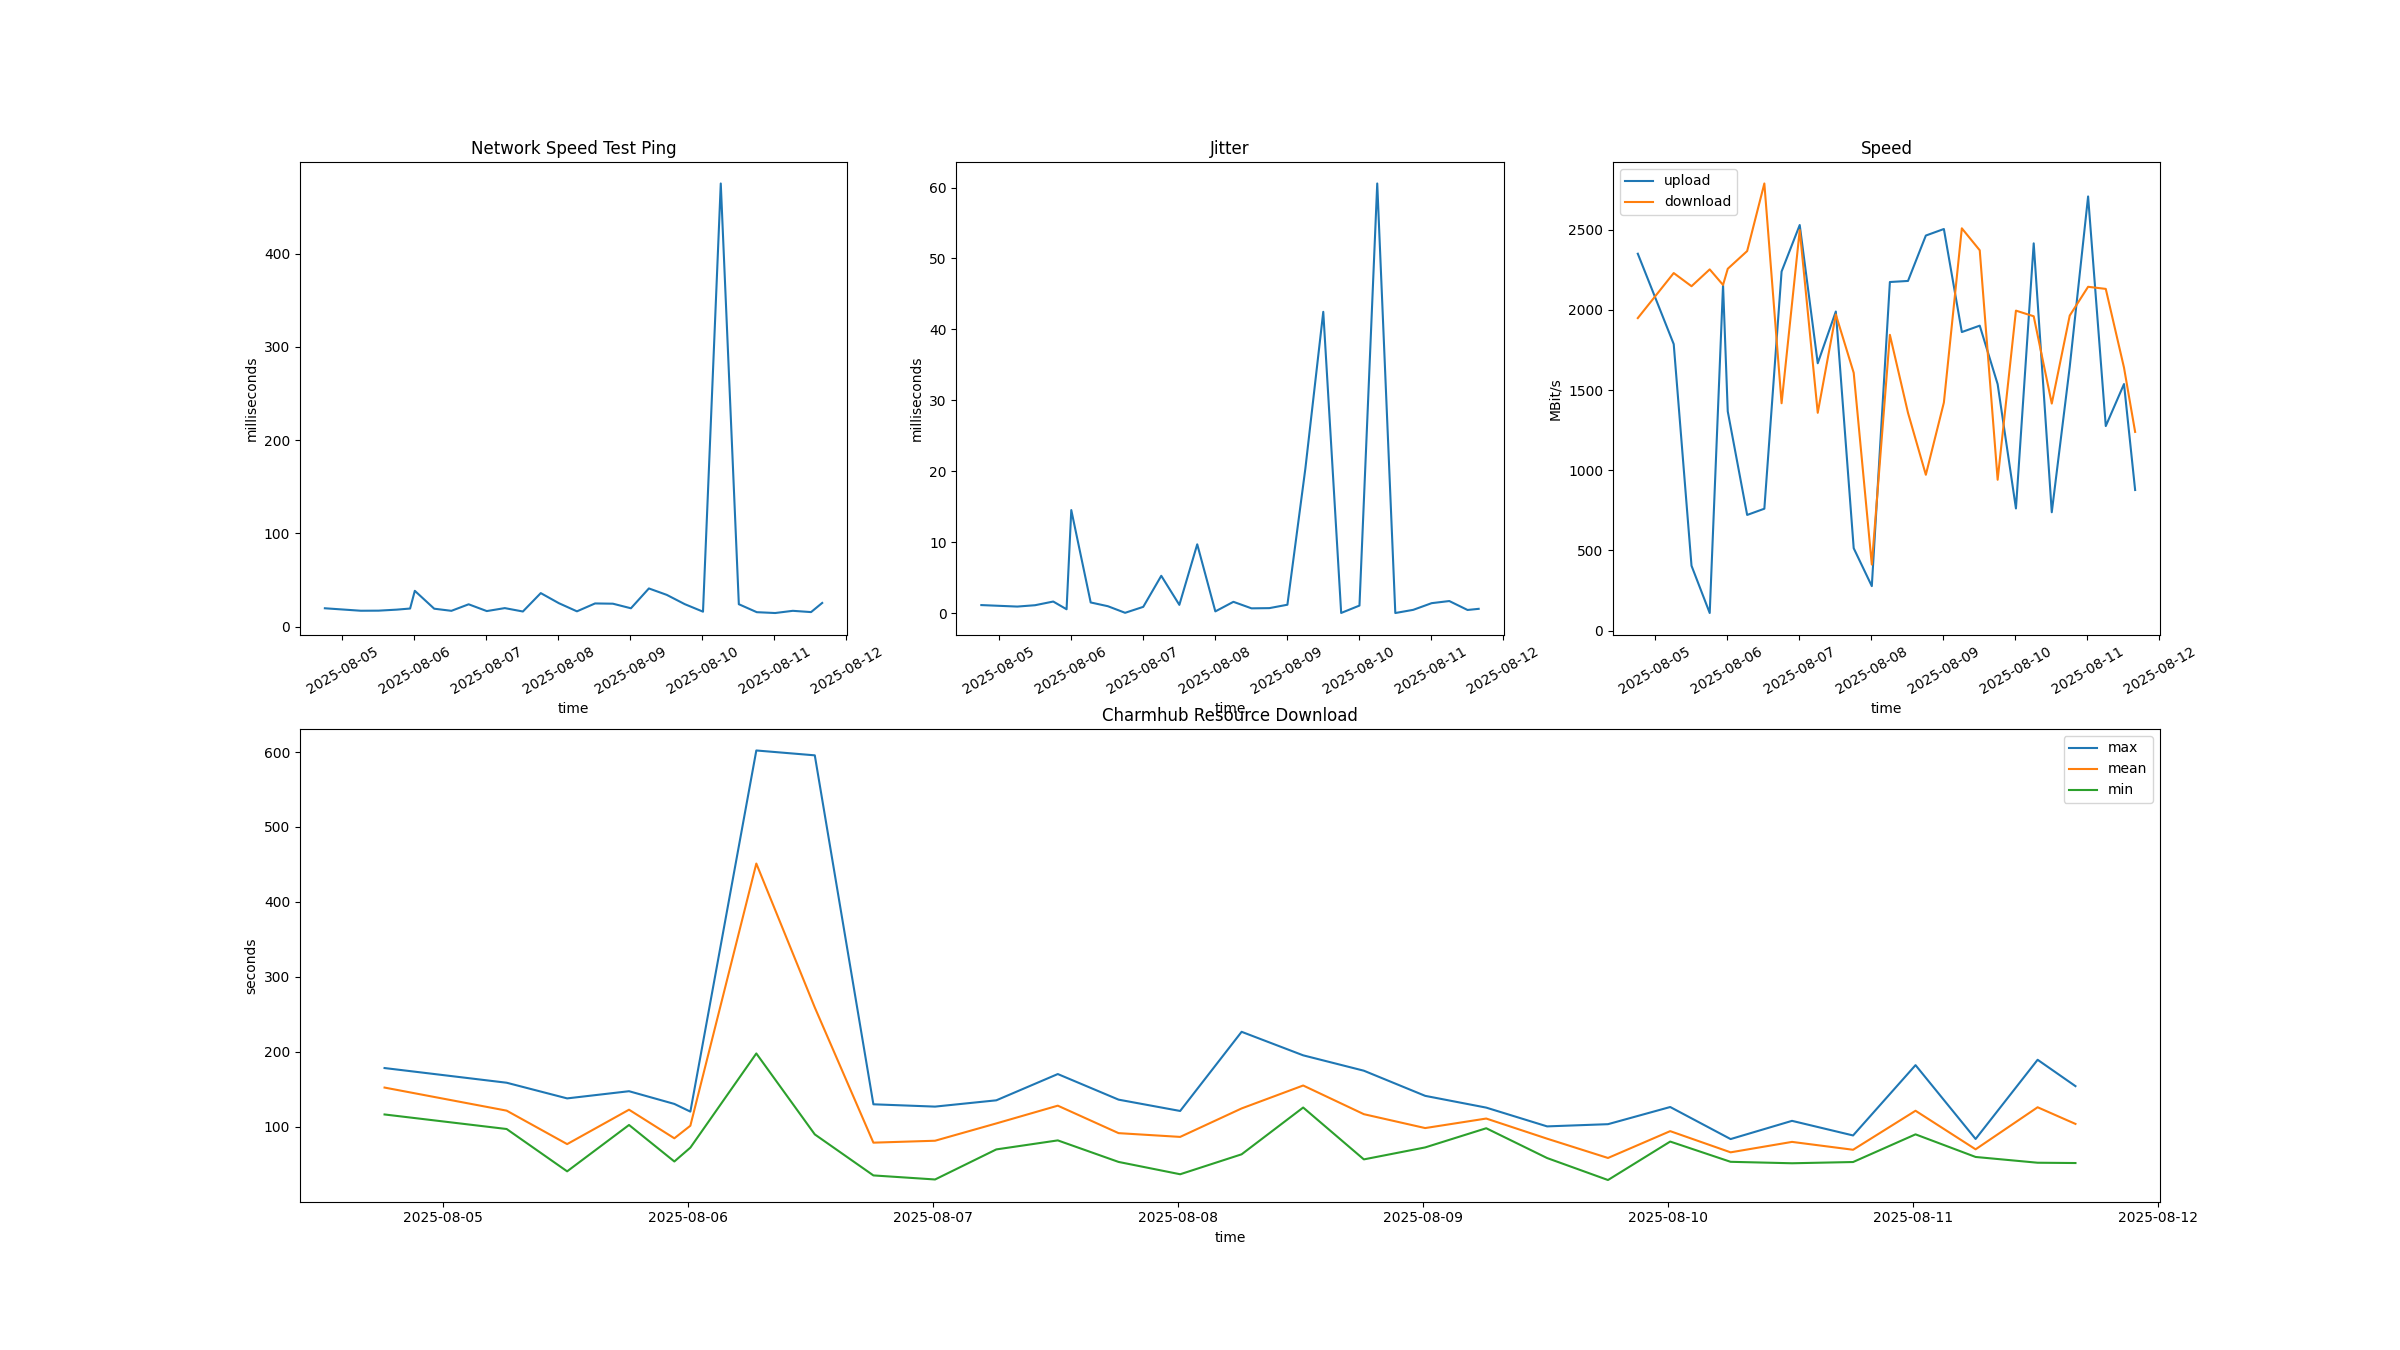 Network Speed Test Ping
milliseconds
400
300
200
100
0
2025-08-05 2025-08-06 2025-08-07 2025-08-08 2025-08-09 2025-08-10 2025-08-11 2025-08-12
time
Jitter
milliseconds
60
50
40
30
20
10
0
2025-08-05 2025-08-06 2025-08-07 2025-08-08 2025-08-09 2025-08-10 2025-08-11 2025-08-12
time
Speed
upload
download
MBit/s
2500
2000
1500
1000
500
0
2025-08-05 2025-08-06 2025-08-07 2025-08-08 2025-08-09 2025-08-10 2025-08-11 2025-08-12
time
Charmhub Resource Download
max
mean
min
seconds
600
500
400
300
200
100
2025-08-05 2025-08-06 2025-08-07 2025-08-08 2025-08-09 2025-08-10 2025-08-11 2025-08-12
time